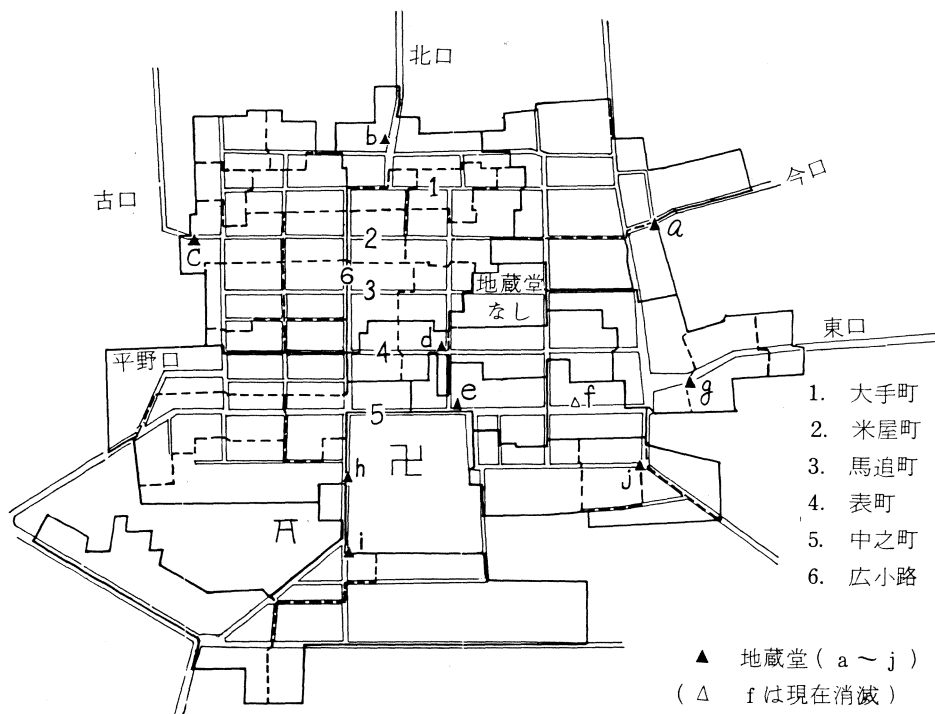 北口
b
今口
1
古口
a
2
C
6
地蔵堂
なし
3
東口
d
4
平野口
g
e
f
5
1. 大手町
2. 米屋町
3. 馬追町
4. 表町
5. 中之町
6. 広小路
卍
h
j
i
▲ 地蔵堂 ( a ~ j )
( △ fは現在消滅 )